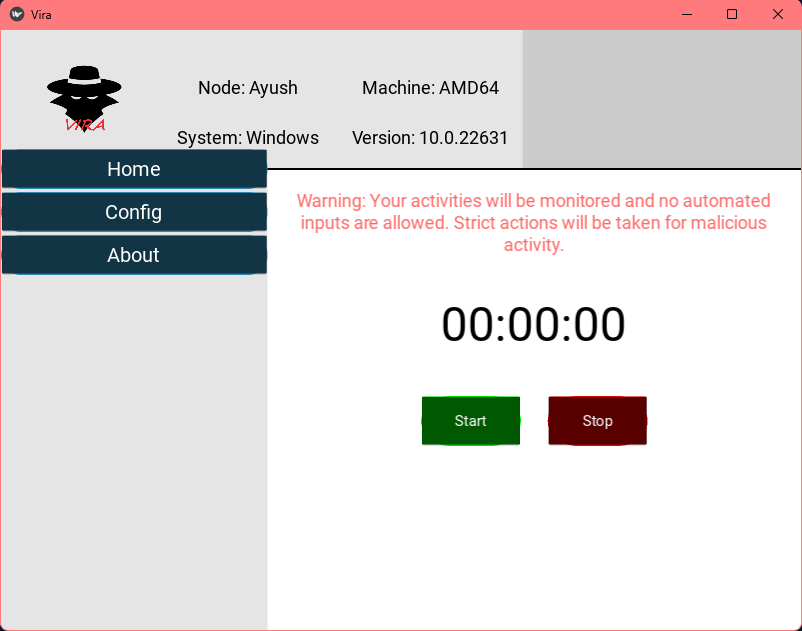 Vira
VIRA
Node: Ayush
Machine: AMD64
System: Windows
Version: 10.0.22631
Home
Config
About
Warning: Your activities will be monitored and no automated
inputs are allowed. Strict actions will be taken for malicious
activity.
00:00:00
Start
Stop